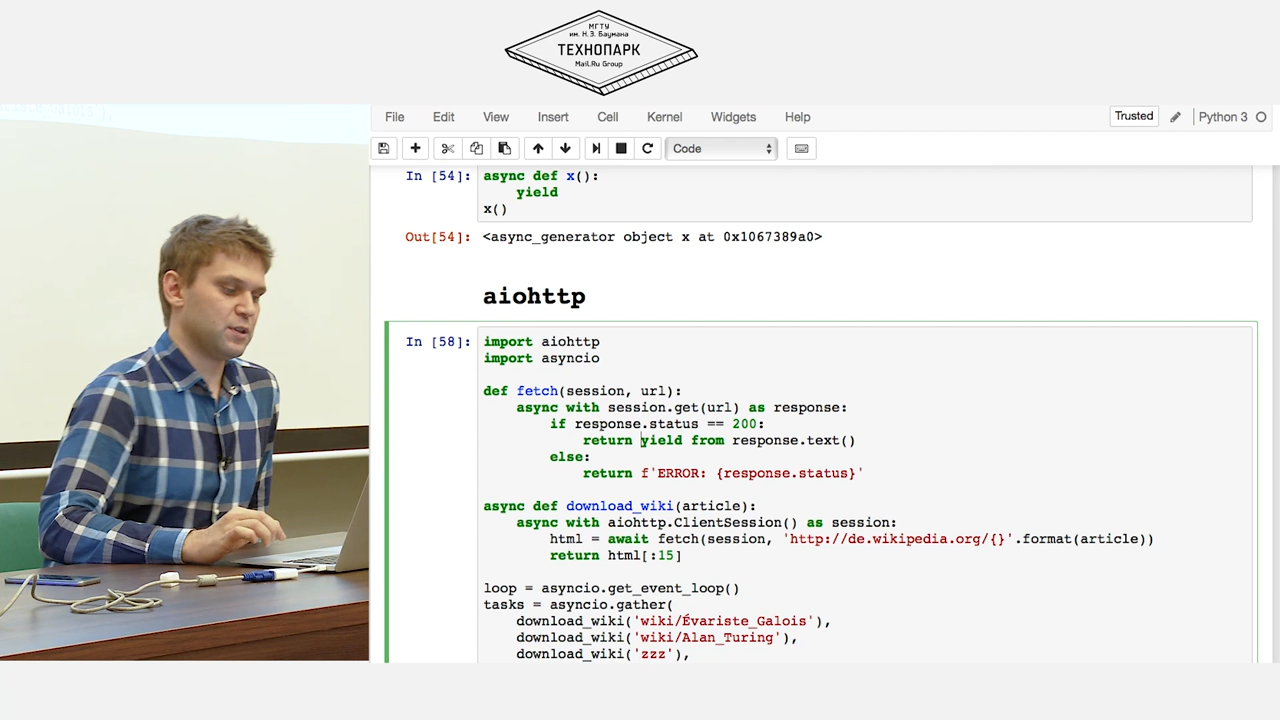 МГТУ
им. Н.Э. Баумана
ТЕХНОПАРК
Mail.Ru Group
File Edit View Insert Cell Kernel Widgets Help Trusted Python 3
Code
In [54]: async def x():
yield
x()
Out[54]: <async_generator object x at 0x1067389a0>
aiohttp
In [58]: import aiohttp
import asyncio
def fetch(session, url):
async with session.get(url) as response:
if response.status == 200:
return yield from response.text()
else:
return f'ERROR: {response.status}'
async def download_wiki(article):
async with aiohttp.ClientSession() as session:
html = await fetch(session, 'http://de.wikipedia.org/{}'.format(article))
return html[:15]
loop = asyncio.get_event_loop()
tasks = asyncio.gather(
download_wiki('wiki/Évariste_Galois'),
download_wiki('wiki/Alan_Turing'),
download_wiki('zzz'),